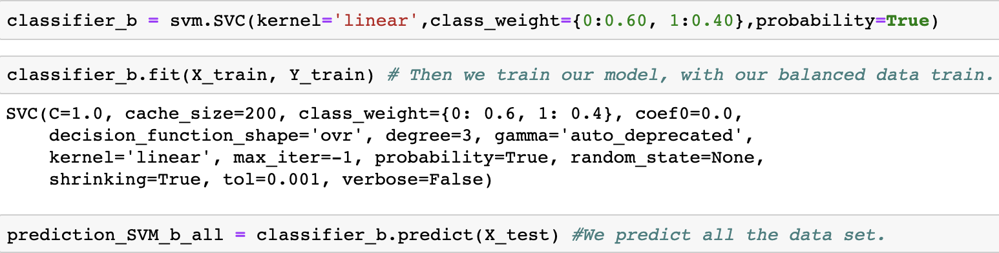 classifier_b = svm.SVC(kernel='linear',class_weight={0:0.60, 1:0.40},probability=True)
classifier_b.fit(X_train, Y_train) # Then we train our model, with our balanced data train.
SVC(C=1.0, cache_size=200, class_weight={0: 0.6, 1: 0.4}, coef0=0.0,
    decision_function_shape='ovr', degree=3, gamma='auto_deprecated',
    kernel='linear', max_iter=-1, probability=True, random_state=None,
    shrinking=True, tol=0.001, verbose=False)
prediction_SVM_b_all = classifier_b.predict(X_test) #We predict all the data set.